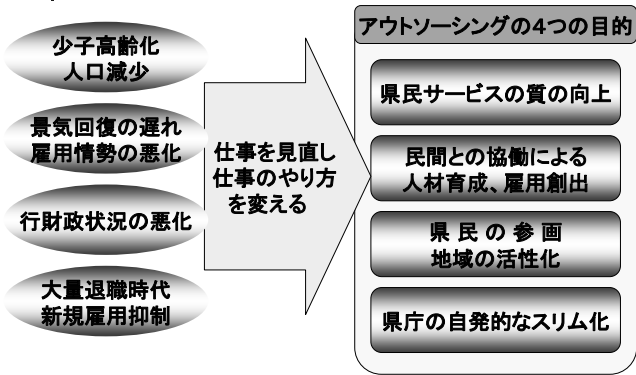 少子高齢化
人口減少
景気回復の遅れ
雇用情勢の悪化
行財政状況の悪化
大量退職時代
新規雇用抑制
仕事を見直し
仕事のやり方
を変える
アウトソーシングの4つの目的
県民サービスの質の向上
民間との協働による
人材育成、雇用創出
県民の参画
地域の活性化
県庁の自発的なスリム化